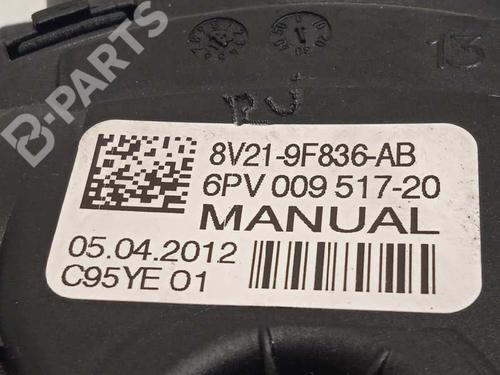 B-PARTS
13
8V21-9F836-AB
6PV 009 517-20
MANUAL
05.04.2012
C95YE 01